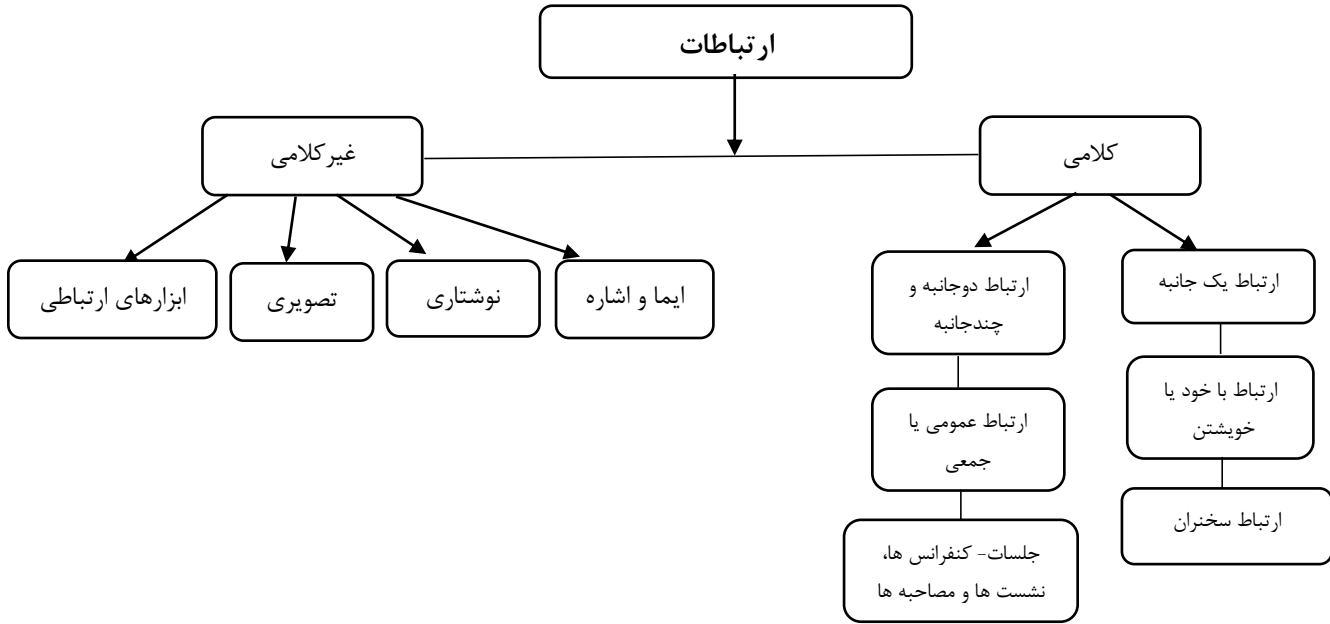 ارتباطات
کلامی
غیرکلامی
ارتباط یک جانبه
ارتباط دوجانبه و
چندجانبه
ایما و اشاره
نوشتاری
تصویری
ابزارهای ارتباطی
ارتباط با خود یا
خویشتن
ارتباط عمومی یا
جمعی
ارتباط سخنران
جلسات- کنفرانس ها،
نشست ها و مصاحبه ها